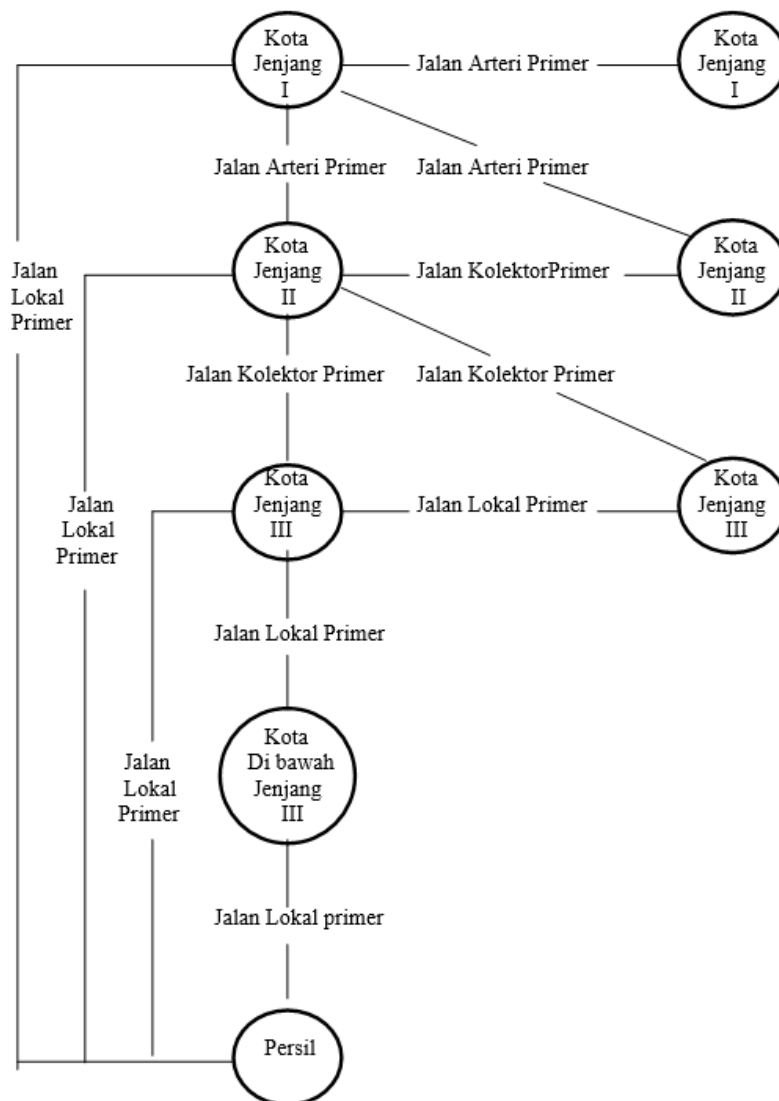 Kota
Jenjang
I
Jalan Arteri Primer
Kota
Jenjang
I
Jalan Arteri Primer
Jalan Arteri Primer
Jalan
Lokal
Primer
Kota
Jenjang
II
Jalan KolektorPrimer
Kota
Jenjang
II
Jalan Kolektor Primer
Jalan Kolektor Primer
Jalan
Lokal
Primer
Kota
Jenjang
III
Jalan Lokal Primer
Kota
Jenjang
III
Jalan Lokal Primer
Jalan
Lokal
Primer
Kota
Di bawah
Jenjang
III
Jalan Lokal primer
Persil